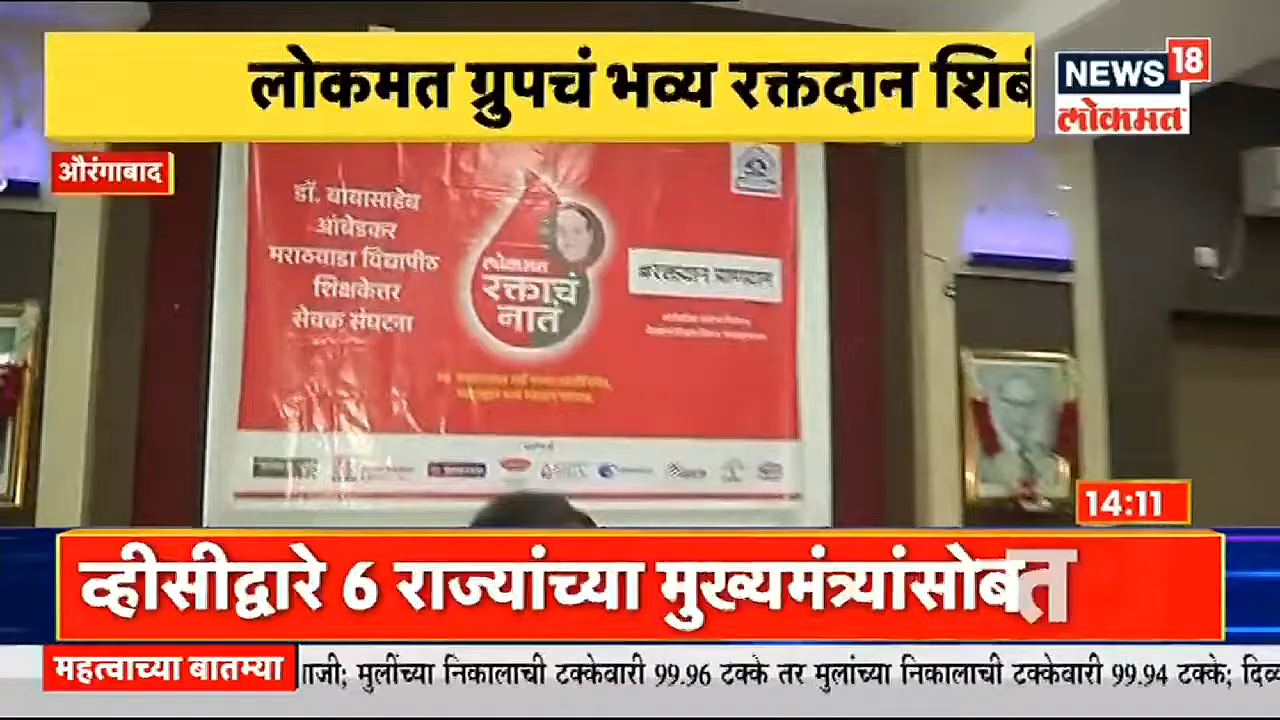 लोकमत ग्रुपचं भव्य रक्तदान शिबी
NEWS 18
लोकमत
औरंगाबाद
डॉ. बाबासाहेब
आंबेडकर
मराठवाडा विद्यापीठ
शिक्षकेत्तर
सेवक संघटना
लोकमत
रक्ताचं
नातं
14:11
व्हीसीद्वारे 6 राज्यांच्या मुख्यमंत्र्यांसोबत
महत्वाच्या बातम्या
ाजी; मुलींच्या निकालाची टक्केवारी 99.96 टक्के तर मुलांच्या निकालाची टक्केवारी 99.94 टक्के; दिव्